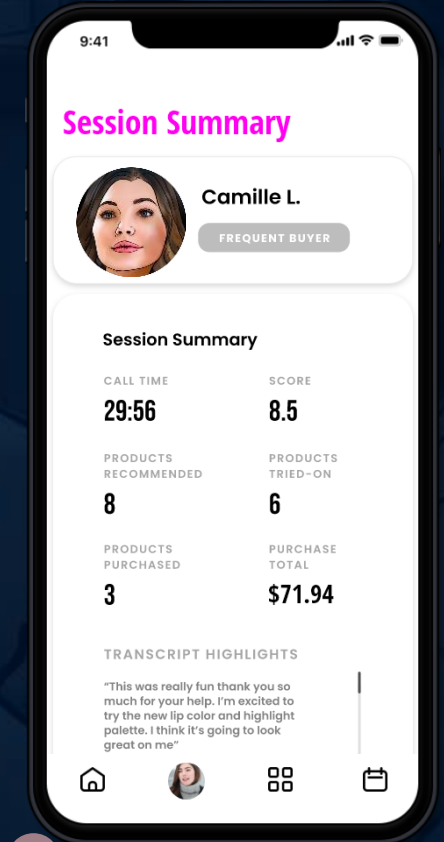 9:41
Session Summary
Camille L.
FREQUENT BUYER
Session Summary
CALL TIME
29:56
SCORE
8.5
PRODUCTS
RECOMMENDED
8
PRODUCTS
TRIED-ON
6
PRODUCTS
PURCHASED
3
PURCHASE
TOTAL
$71.94
TRANSCRIPT HIGHLIGHTS
“This was really fun thank you so
much for your help. I’m excited to
try the new lip color and highlight
palette. I think it’s going to look
great on me”